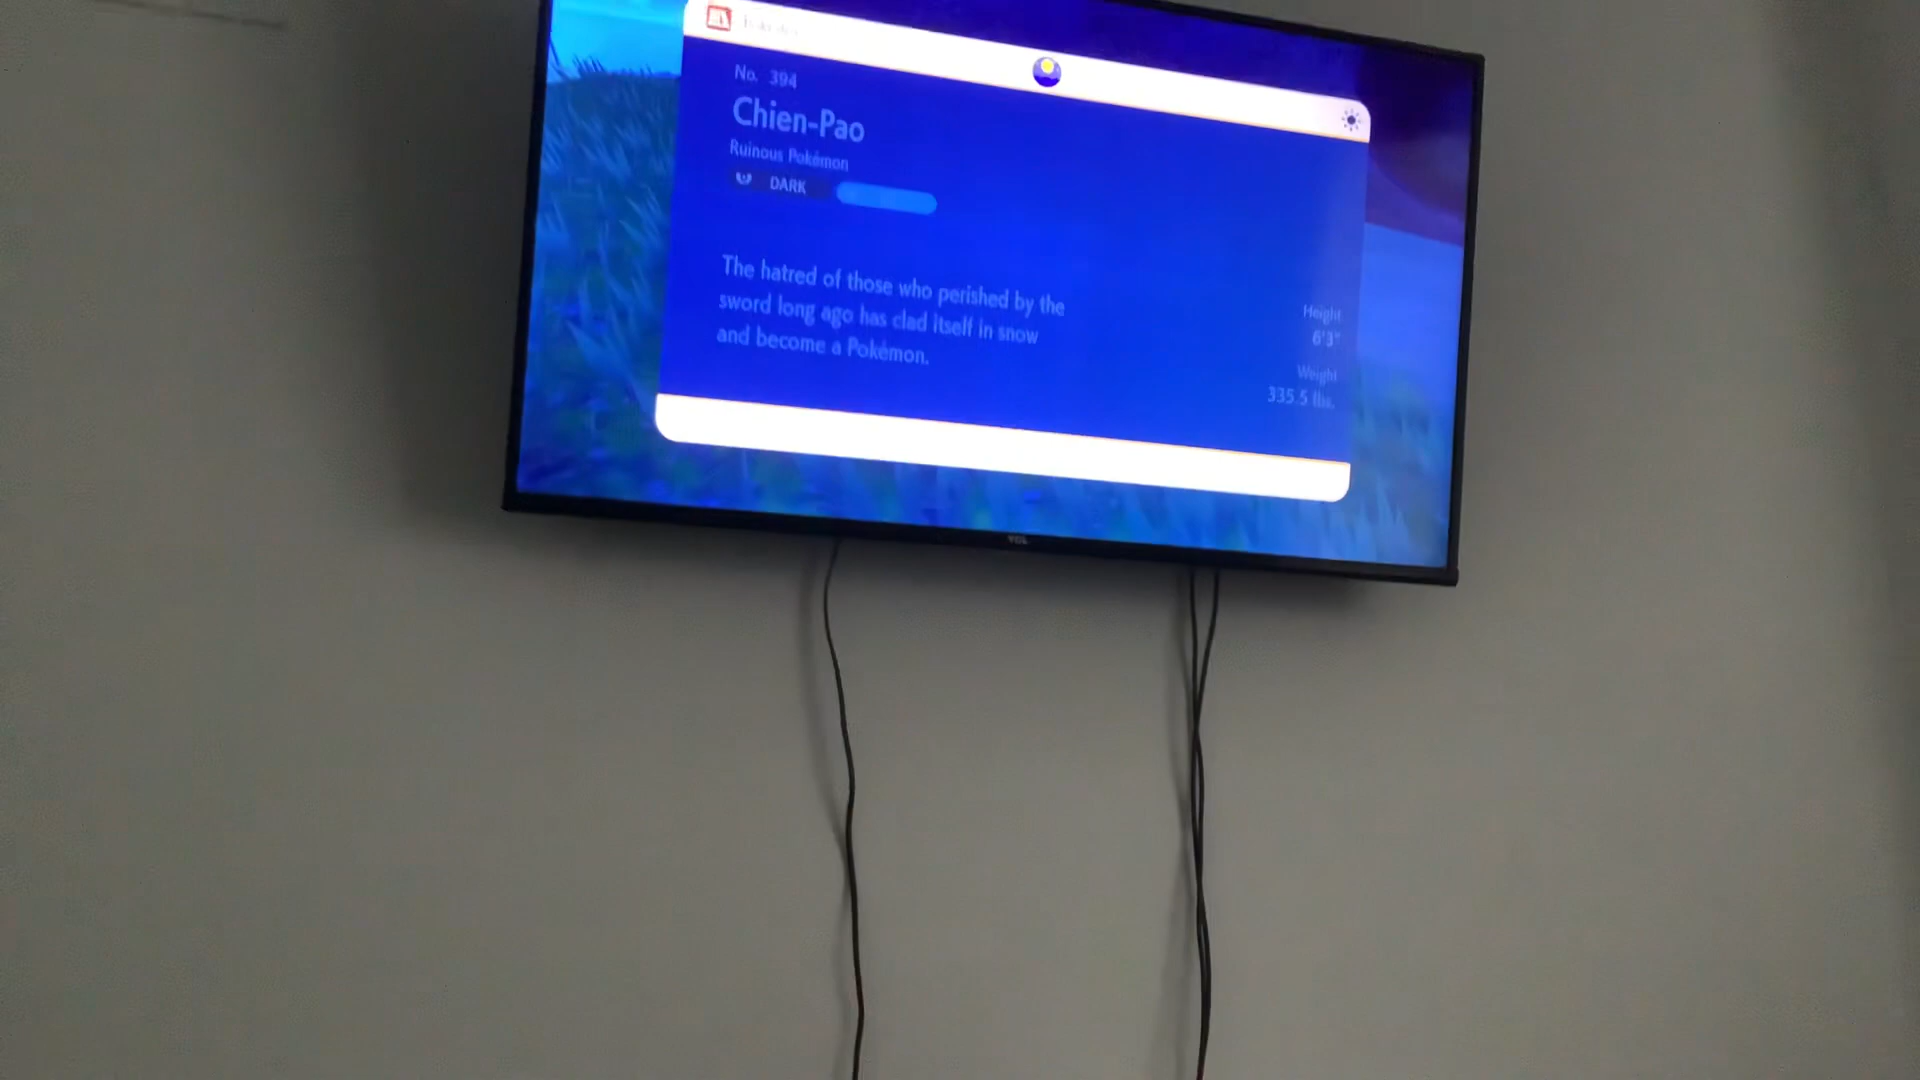 No. 394
Chien-Pao
Ruinous Pokémon
DARK
The hatred of those who perished by the
sword long ago has clad itself in snow
and become a Pokémon.
Height
6'3"
Weight
335.5 lbs.
TCL